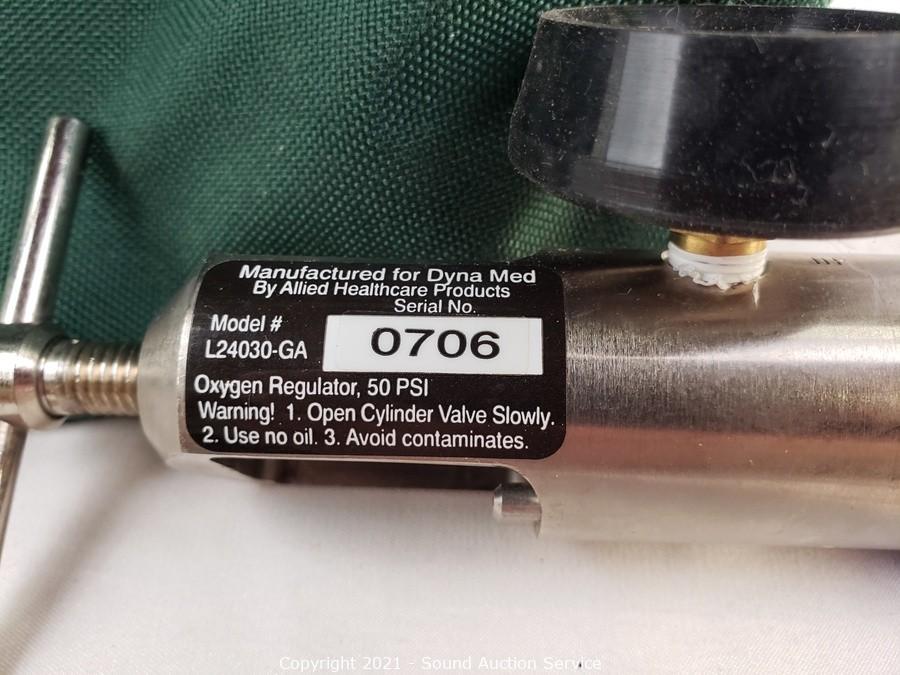 Manufactured for Dyna Med
By Allied Healthcare Products
Serial No.
Model #
L24030-GA
0706
Oxygen Regulator, 50 PSI
Warning! 1. Open Cylinder Valve Slowly.
2. Use no oil. 3. Avoid contaminates.
Copyright 2021 - Sound Auction Service